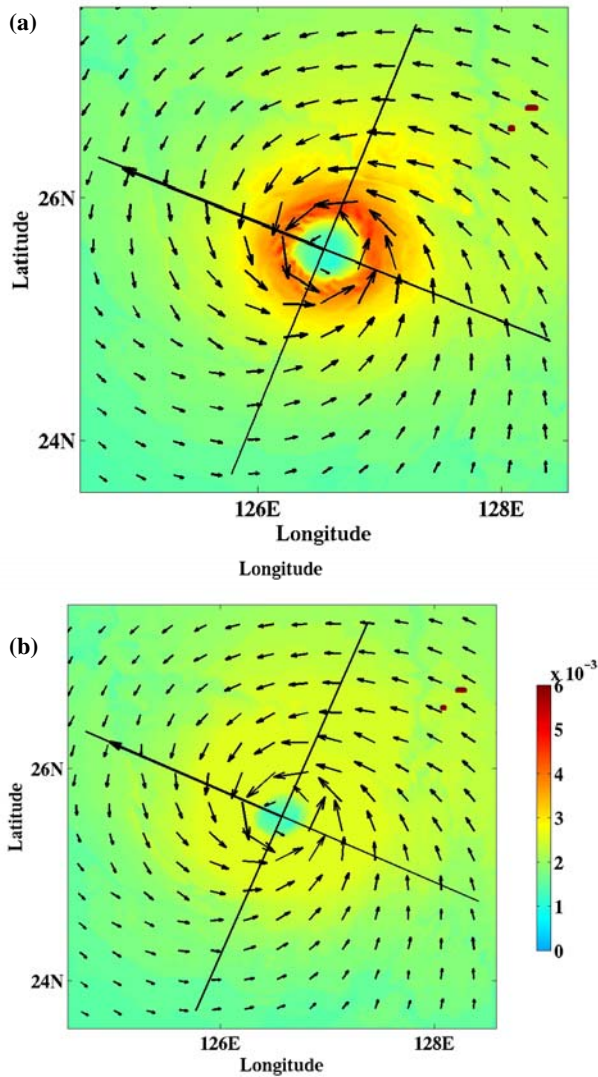 (a)
Latitude
26N
24N
126E 128E
Longitude
Longitude
(b)
Latitude
26N
24N
126E 128E
Longitude
x 10⁻³
6
5
4
3
2
1
0